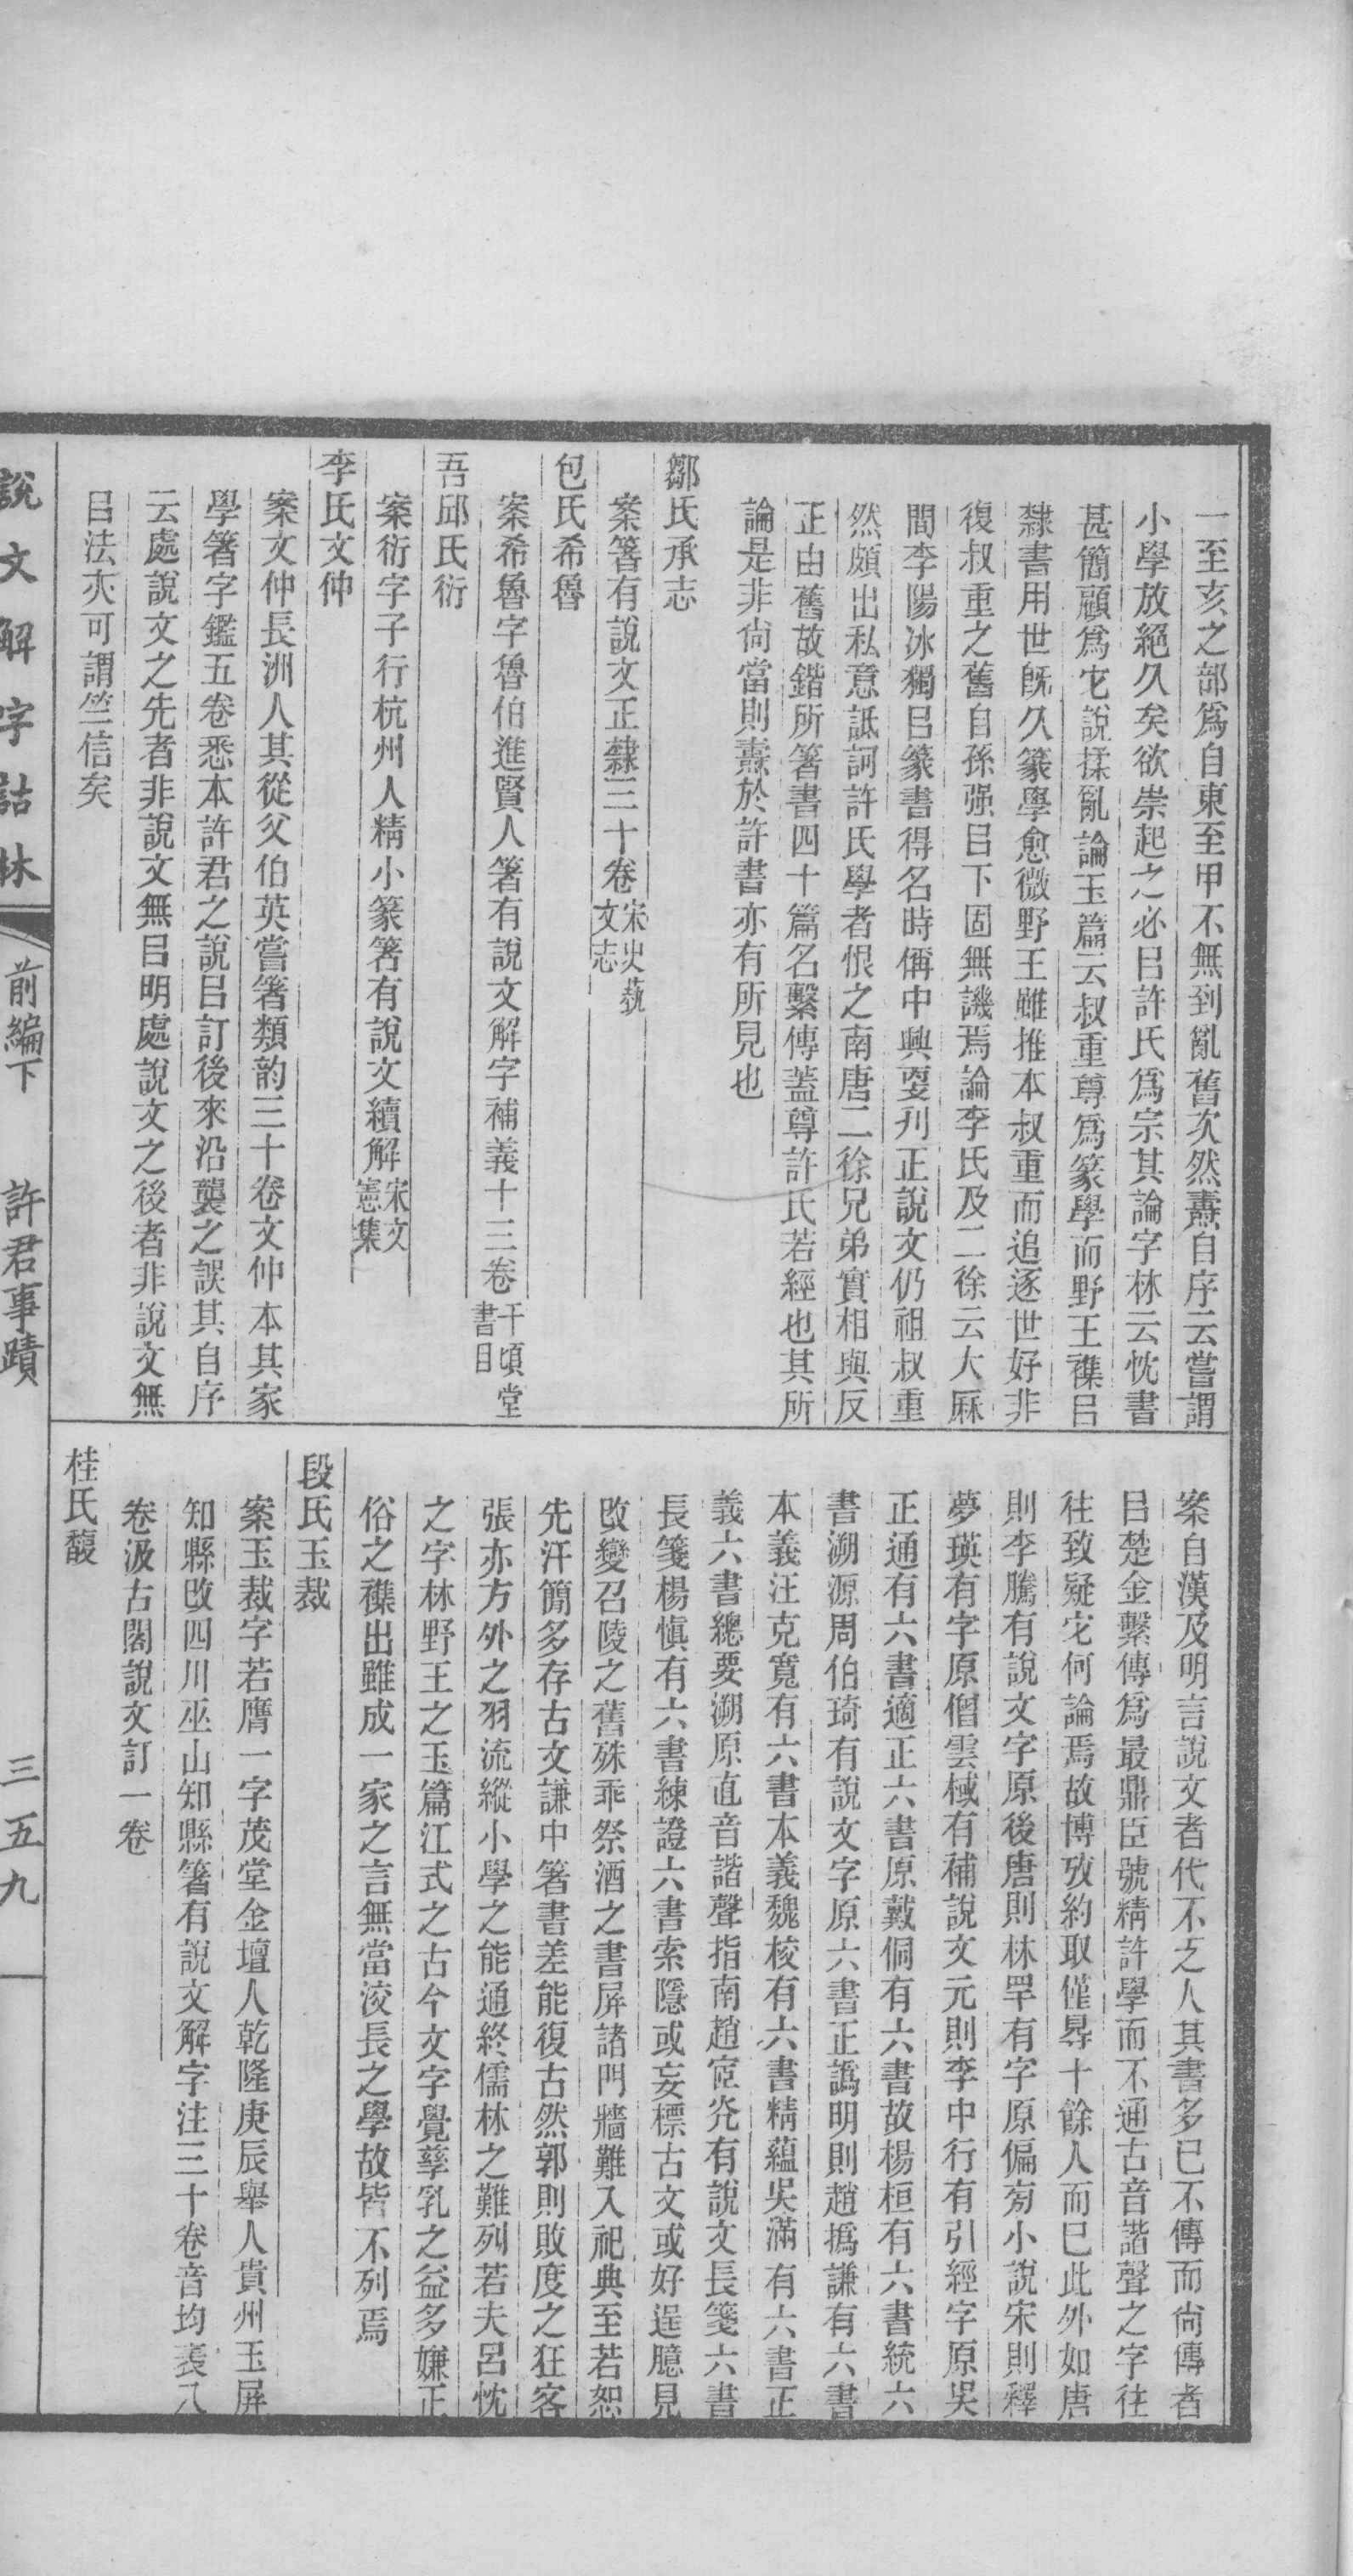 一至亥之部爲自東至甲不無到亂舊次然燾自序云嘗謂
小學放絕久矣欲崇起之必㠯許氏爲宗其論字林云忱書
甚簡顧爲它說揉亂論玉篇云叔重尊爲篆學而野王襍㠯
隸書用世旣久篆學愈微野王雖推本叔重而追逐世好非
復叔重之舊自孫强㠯下固無譏焉論李氏及二徐云大厤
間李陽冰獨㠯篆書得名時偁中興㪅刋正說文仍祖叔重
然頗出私意詆訶許氏學者恨之南唐二徐兄弟實相與反
正由舊故鍇所箸書四十篇名繫傳蓋尊許氏若經也其所
論是非尙當則燾於許書亦有所見也
鄒氏承志
案箸有說文正隸三十卷宋史藝文志
包氏希魯
案希魯字魯伯進賢人箸有說文解字補義十三卷千頃堂書目
吾邱氏衍
案衍字子行杭州人精小篆箸有說文續解宋文憲集
李氏文仲
案文仲長洲人其從父伯英嘗箸類韵三十卷文仲本其家
學箸字鑑五卷悉本許君之說㠯訂後來沿襲之誤其自序
云處說文之先者非說文無㠯明處說文之後者非說文無
㠯法夾可謂竺信矣
案自漢及明言說文者代不乏人其書多已不傳而尙傳者
㠯楚金繫傳爲最鼎臣號精許學而不通古音諧聲之字往
往致疑它何論焉故博攷約取僅㝵十餘人而已此外如唐
則李騰有說文字原後唐則林罕有字原偏㫄小說宋則釋
夢瑛有字原僧雲棫有補說文元則李中行有引經字原吳
正通有六書適正六書原戴侗有六書故楊桓有六書統六
書溯源周伯琦有說文字原六書正譌明則趙撝謙有六書
本義汪克寬有六書本義魏校有六書精蘊吳滿有六書正
義六書總要溯原直音諧聲指南趙宧光有說文長箋六書
長箋楊愼有六書練證六書索隱或妄標古文或好逞臆見
改變召陵之舊殊乖祭酒之書屏諸門牆難入祀典至若恕
先汗簡多存古文謙中箸書差能復古然郭則敗度之狂客
張亦方外之羽流縱小學之能通終儒林之難列若夫呂忱
之字林野王之玉篇江式之古今文字覺孳乳之益多嫌正
俗之襍出雖成一家之言無當洨長之學故皆不列焉
段氏玉裁
案玉裁字若膺一字茂堂金壇人乾隆庚辰舉人貴州玉屏
知縣改四川巫山知縣箸有說文解字注三十卷音均表八
卷汲古閣說文訂一卷
桂氏馥
說文解字詁林
前編下
許君事蹟
三五九